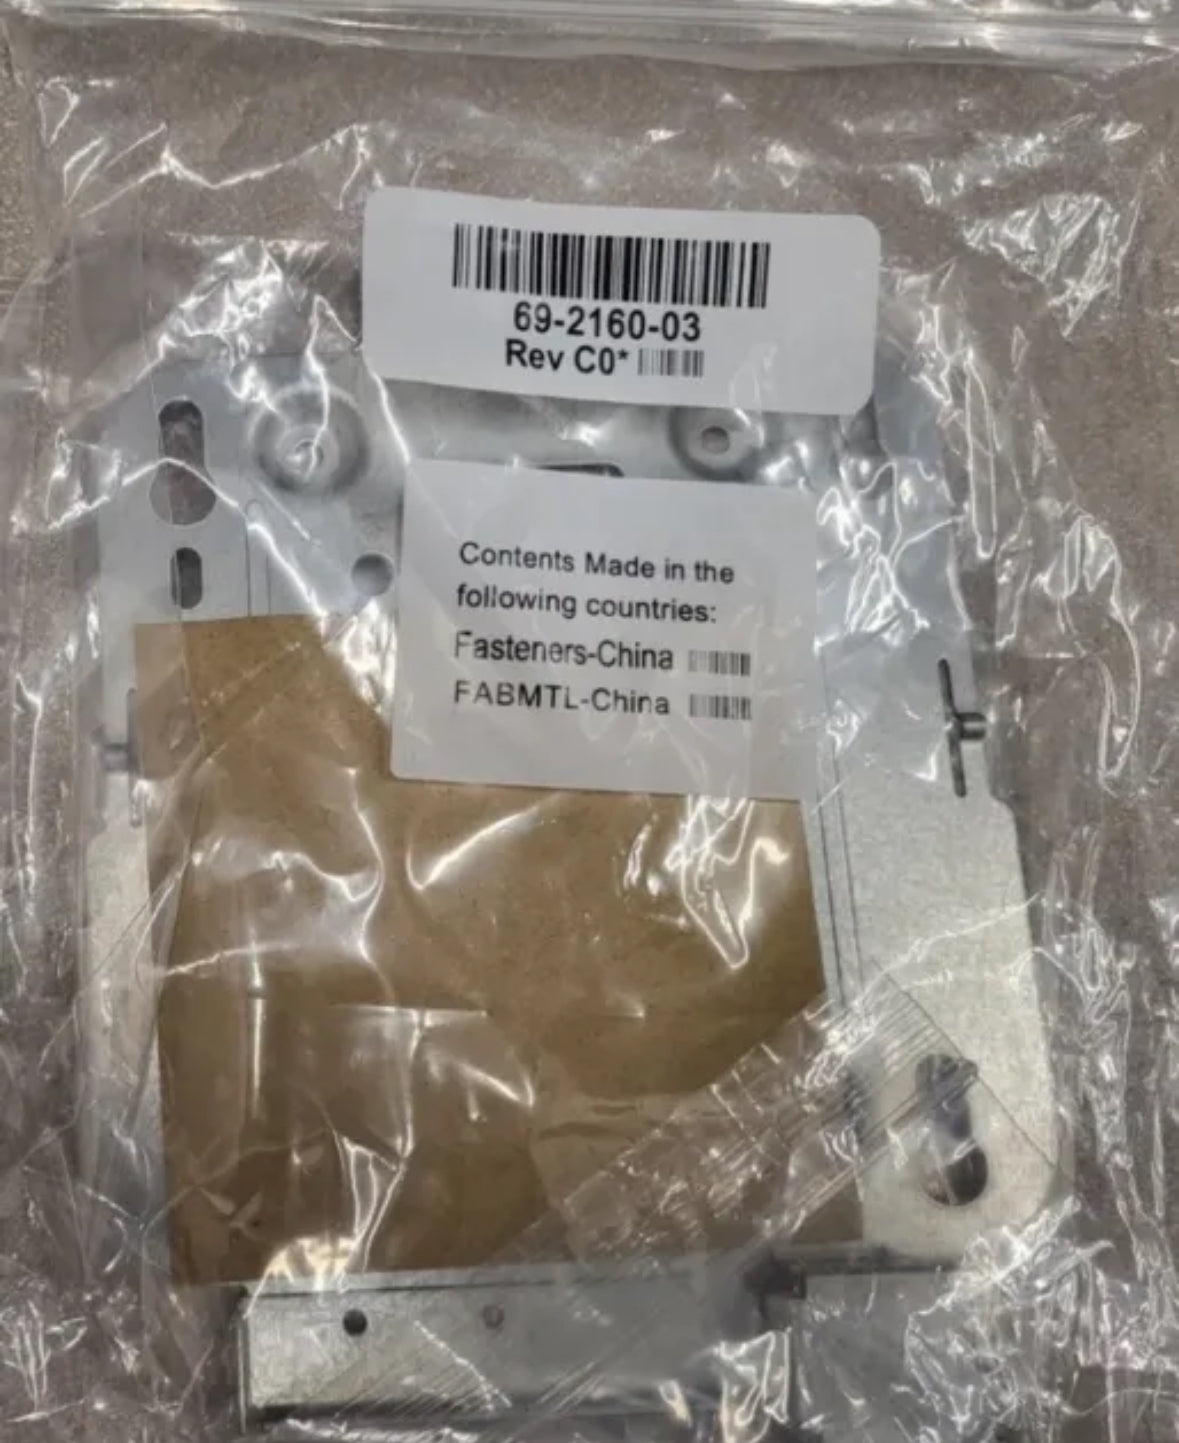 69-2160-03
Rev C0*
Contents Made in the
following countries:
Fasteners-China
FABMTL-China